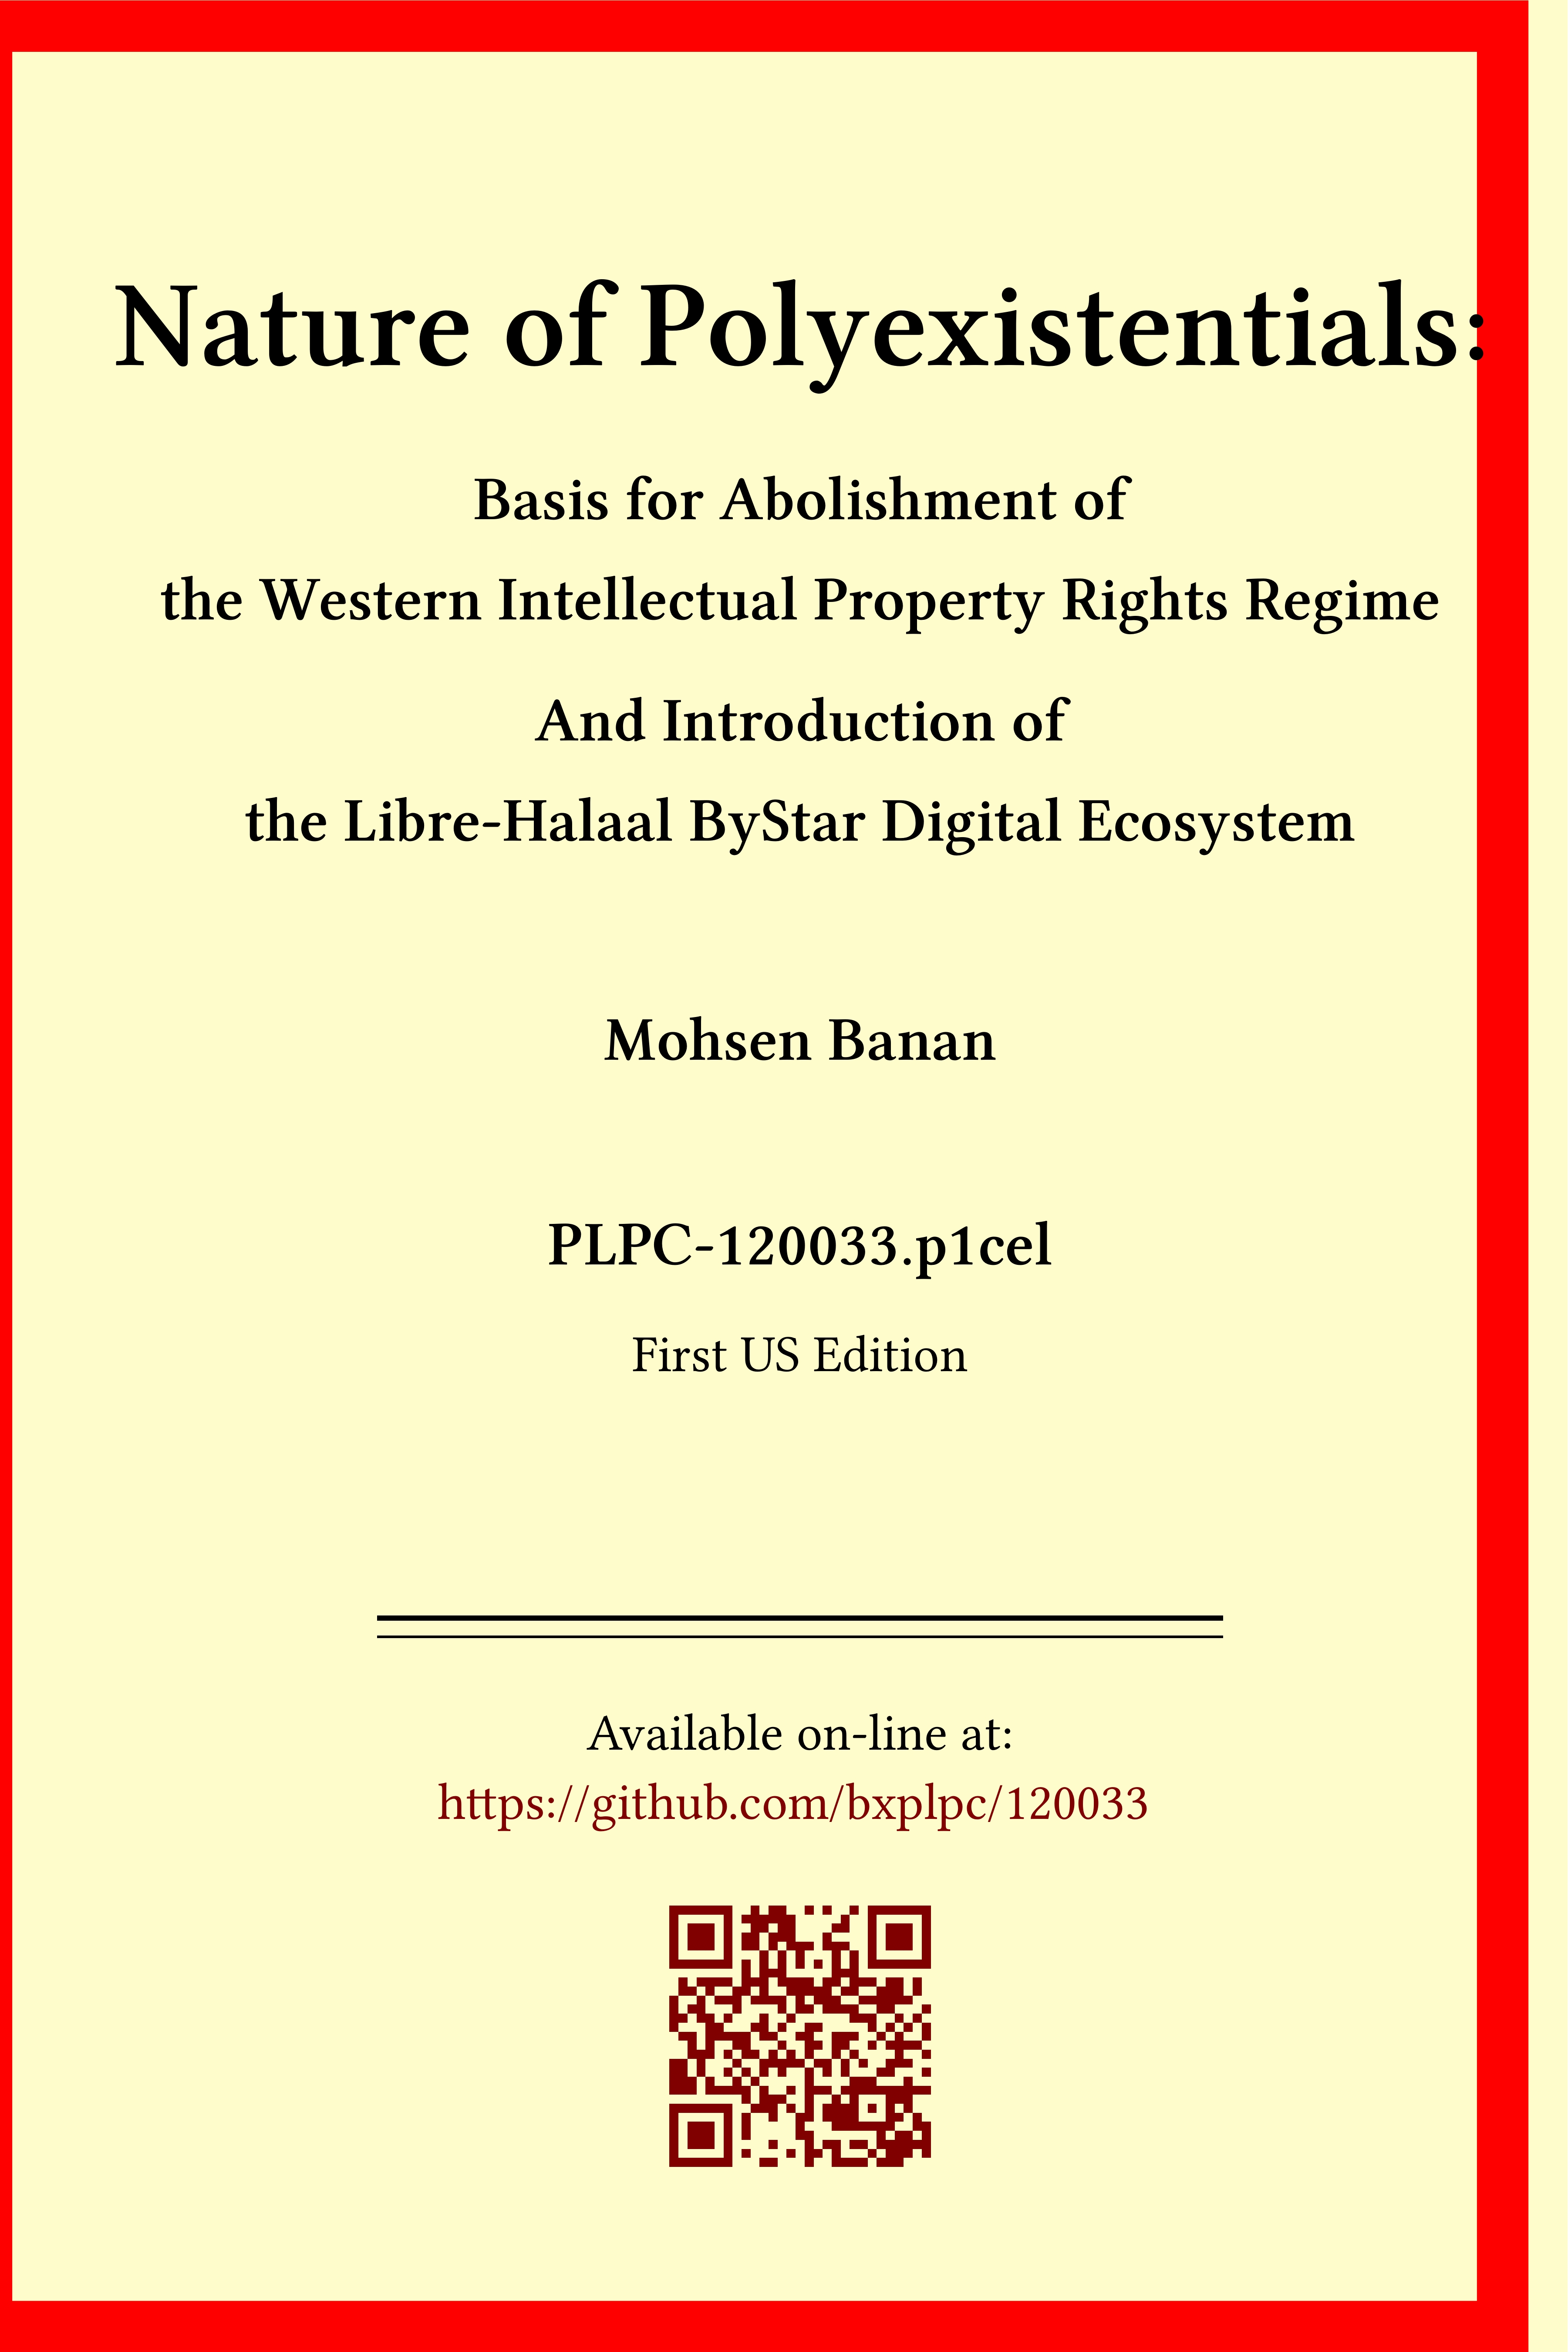 Nature of Polyexistentials:
Basis for Abolishment of
the Western Intellectual Property Rights Regime
And Introduction of
the Libre-Halaal ByStar Digital Ecosystem
Mohsen Banan
PLPC-120033.p1cel
First US Edition
Available on-line at:
https://github.com/bxplpc/120033